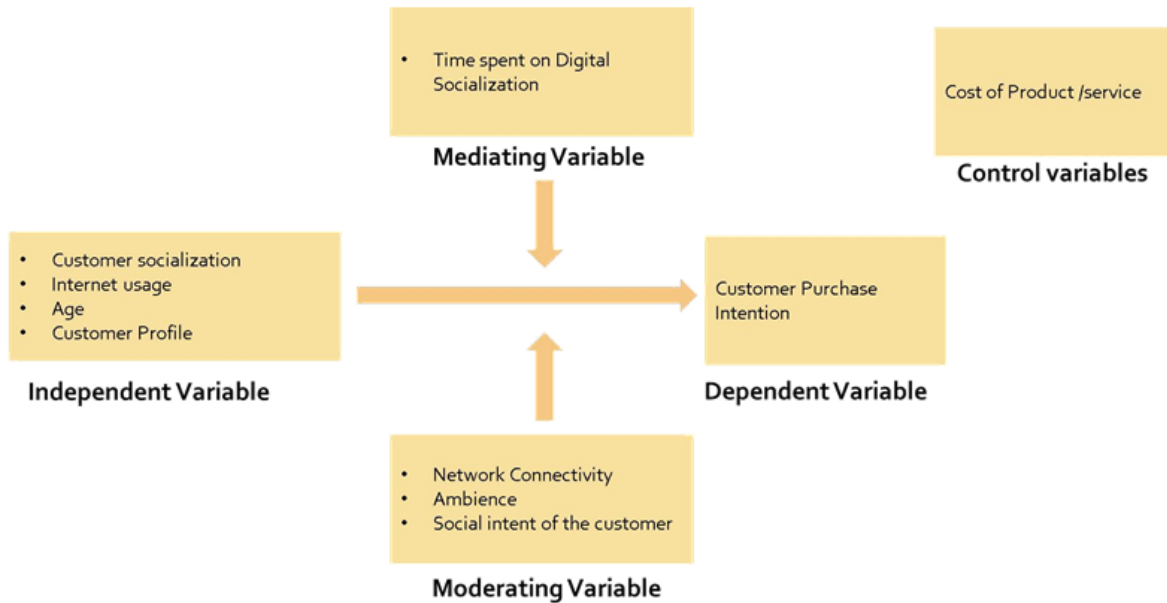 • Time spent on Digital
Socialization
Mediating Variable
Cost of Product /service
Control variables
• Customer socialization
• Internet usage
• Age
• Customer Profile
Independent Variable
Customer Purchase
Intention
Dependent Variable
• Network Connectivity
• Ambience
• Social intent of the customer
Moderating Variable